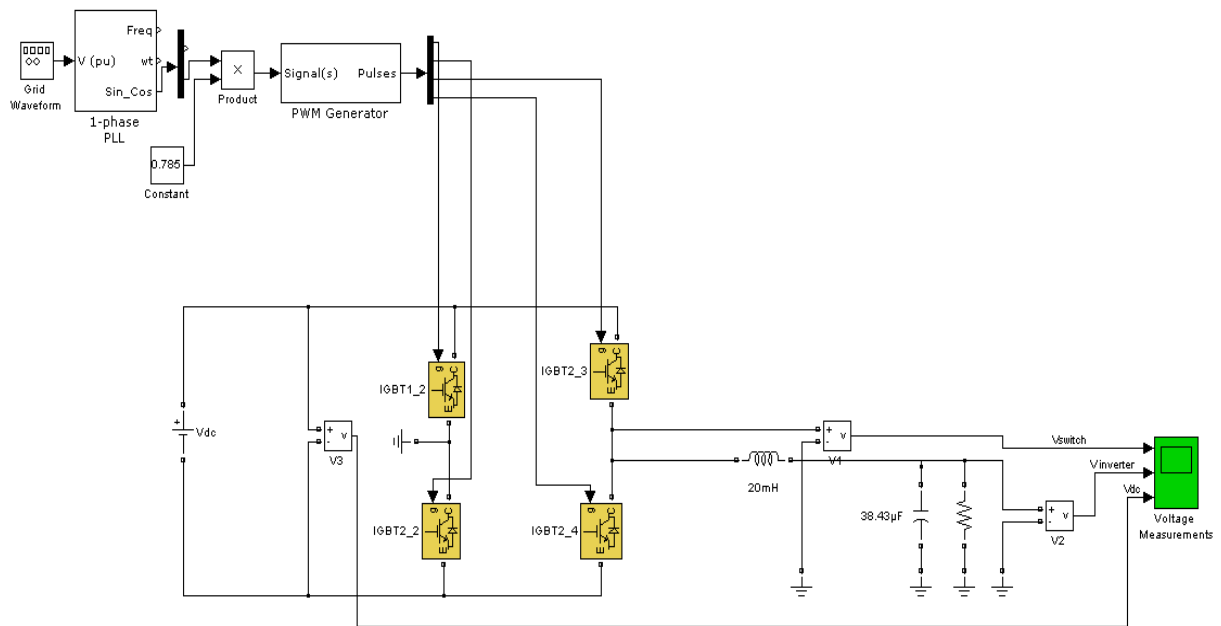 Freq
V (pu)
wt
Sin_Cos
Grid
Waveform
1-phase
PLL
×
Product
Signal(s)
Pulses
PWM Generator
0.785
Constant
g
C
E
IGBT1_2
g
C
E
IGBT2_3
+
Vdc
+
-
v
V3
g
C
E
IGBT2_2
g
C
E
IGBT2_4
+
-
v
V1
20mH
38.43µF
+
-
v
V2
Vswitch
Vinverter
Vdc
Voltage
Measurements